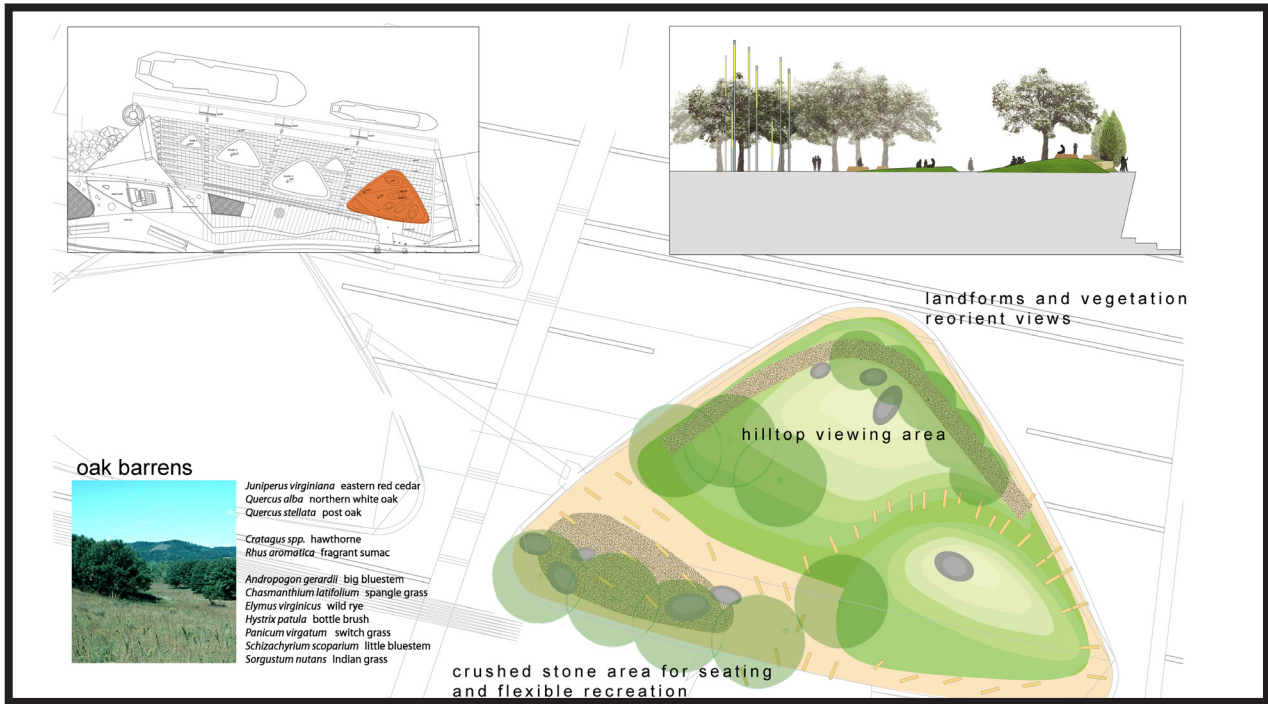 landforms and vegetation
reorient views
hilltop viewing area
oak barrens
Juniperus virginiana eastern red cedar
Quercus alba northern white oak
Quercus stellata post oak
Cratagus spp. hawthorne
Rhus aromatica fragrant sumac
Andropogon gerardii big bluestem
Chasmanthium latifolium spangle grass
Elymus virginicus wild rye
Hystrix patula bottle brush
Panicum virgatum switch grass
Schizachyrium scoparium little bluestem
Sorgustum nutans Indian grass
crushed stone area for seating
and flexible recreation